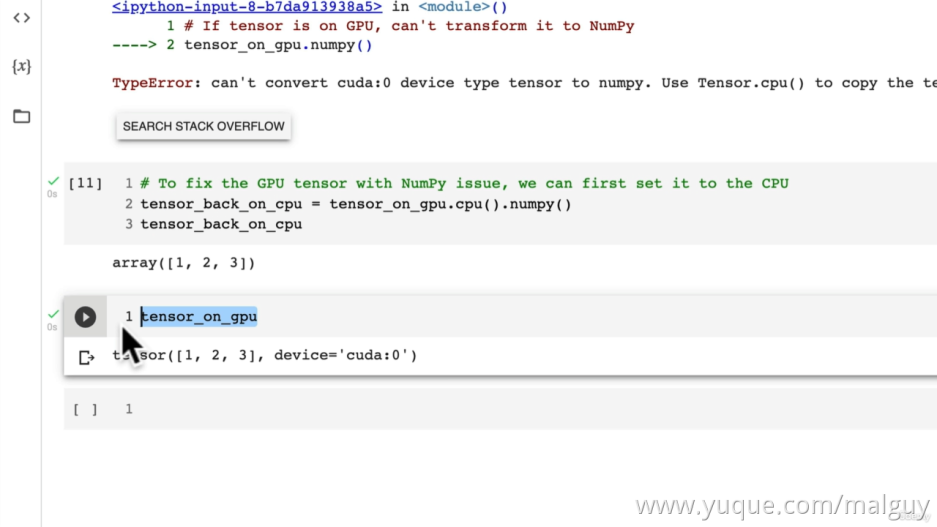 <ipython-input-8-b7da913938a5> in <module>()
1 # If tensor is on GPU, can't transform it to NumPy
----> 2 tensor_on_gpu.numpy()
TypeError: can't convert cuda:0 device type tensor to numpy. Use Tensor.cpu() to copy the te
SEARCH STACK OVERFLOW
[11] 1 # To fix the GPU tensor with NumPy issue, we can first set it to the CPU
0s 2 tensor_back_on_cpu = tensor_on_gpu.cpu().numpy()
3 tensor_back_on_cpu
array([1, 2, 3])
1 tensor_on_gpu
0s
tensor([1, 2, 3], device='cuda:0')
[ ] 1
www.yuque.com/malguy